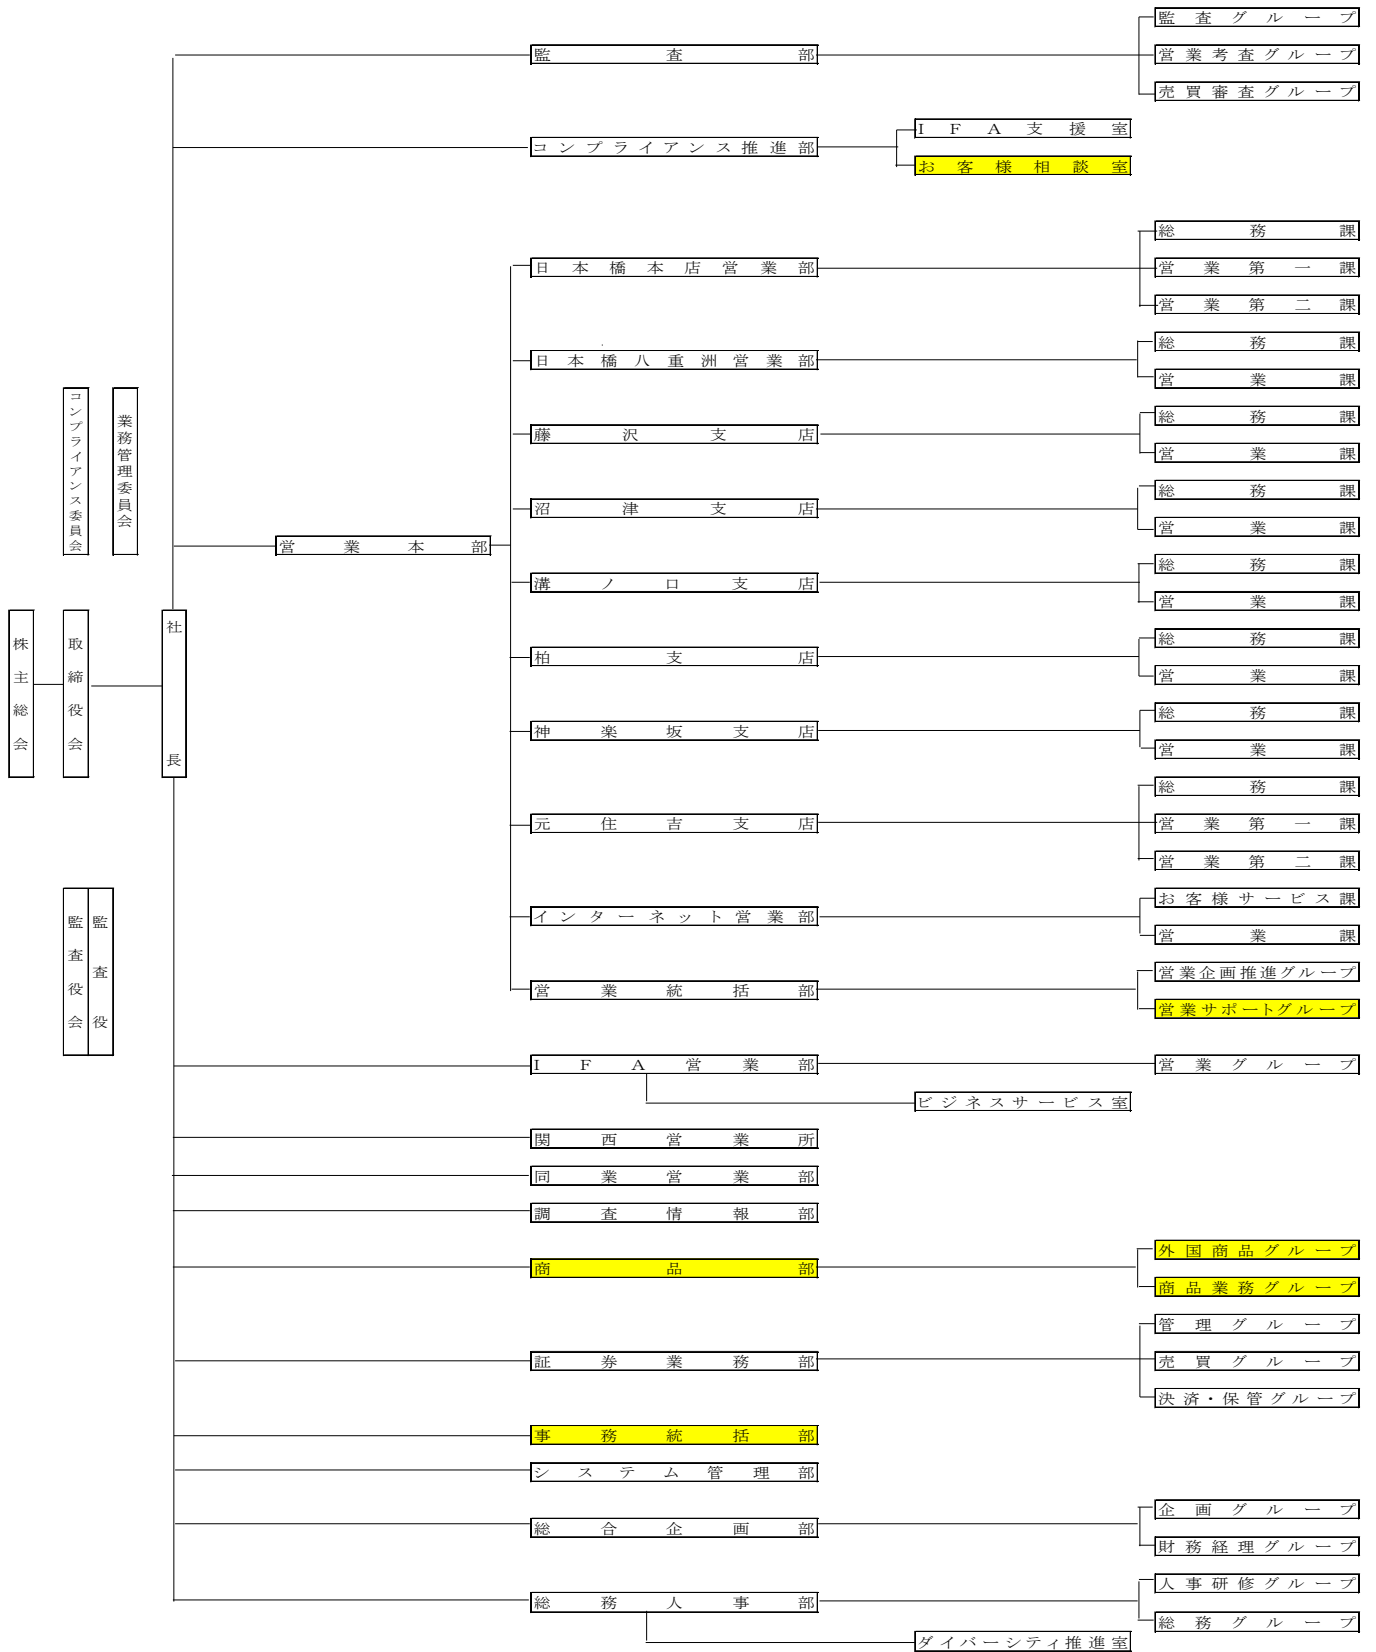 監査グループ
監査部
営業考査グループ
売買審査グループ
IFA支援室
コンプライアンス推進部
お客様相談室
総務課
日本橋本店営業部
営業第一課
営業第二課
総務課
日本橋八重洲営業部
営業課
コンプライアンス委員会
業務管理委員会
総務課
藤沢支店
営業課
総務課
沼津支店
営業課
営業本部
総務課
溝ノ口支店
営業課
株主総会
取締役会
社長
総務課
柏支店
営業課
総務課
神楽坂支店
営業課
総務課
元住吉支店
営業第一課
営業第二課
監査役会
監査役
お客様サービス課
インターネット営業部
営業課
営業企画推進グループ
営業統括部
営業サポートグループ
IFA営業部
営業グループ
ビジネスサービス室
関西営業所
同業営業部
調査情報部
外国商品グループ
商品部
商品業務グループ
管理グループ
証券業務部
売買グループ
決済・保管グループ
事務統括部
システム管理部
企画グループ
総合企画部
財務経理グループ
人事研修グループ
総務人事部
総務グループ
ダイバーシティ推進室